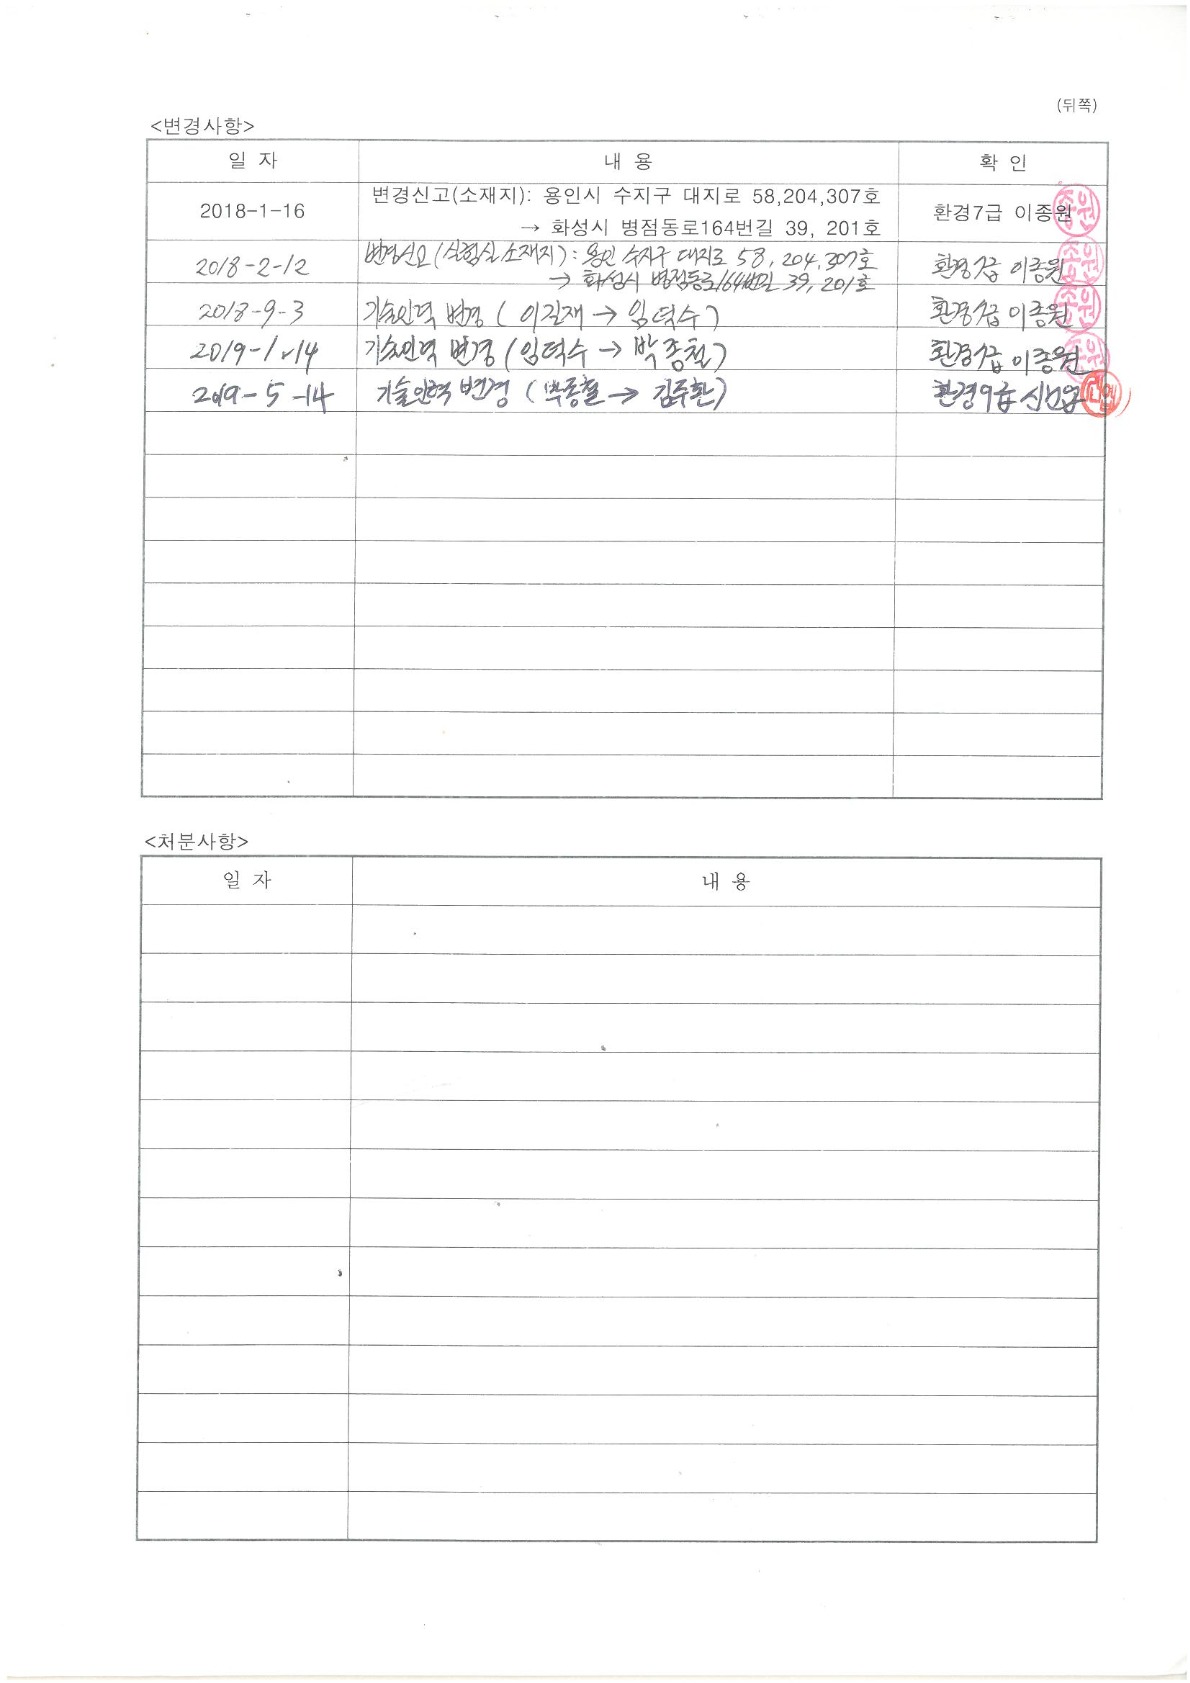 (뒤쪽)
<변경사항>
일 자 내 용 확 인
2018-1-16 변경신고(소재지): 용인시 수지구 대지로 58,204,307호 환경7급 이종원
→ 화성시 병점동로164번길 39, 201호
2018-2-12 변경신고(실험실 소재지): 용인 수지구 대지로 58, 204, 307호 환경7급 이종원
→ 화성시 병점동로164번길 39, 201호
2018-9-3 기술인력 변경 (이길재 → 임덕수) 환경7급 이종원
2019-1-14 기술인력 변경 (임덕수 → 박종철) 환경7급 이종원
2019-5-14 기술인력 변경 (박종철 → 김주환) 환경9급
<처분사항>
일 자 내 용